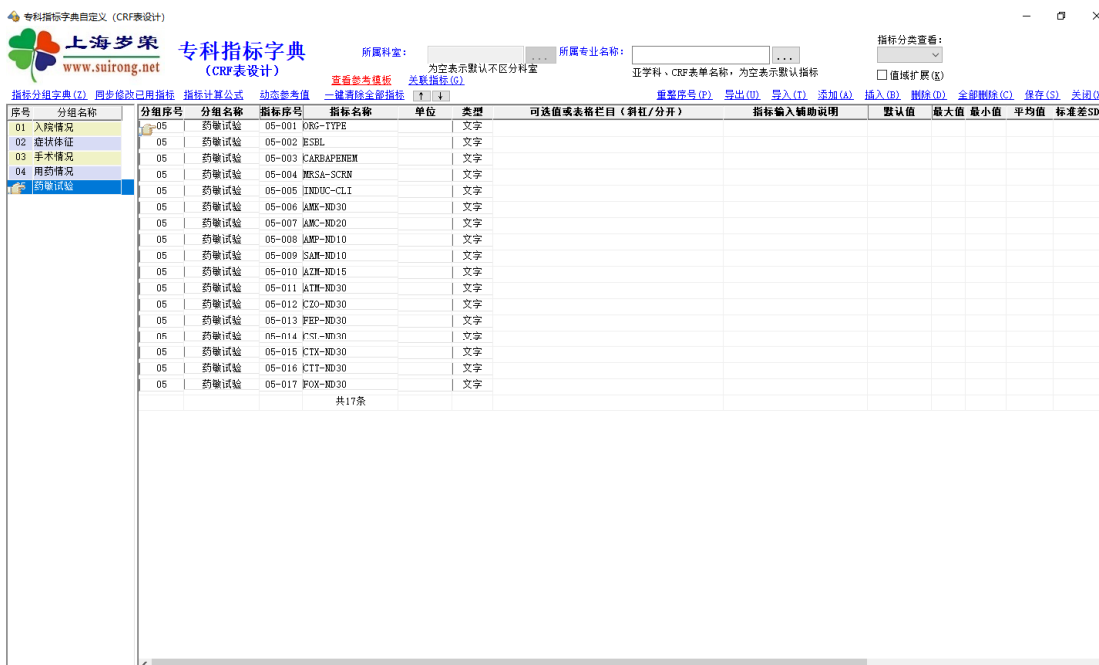 专科指标字典自定义（CRF表设计）
上海岁荣
www.suirong.net
专科指标字典
（CRF表设计）
所属科室：
...
所属专业名称：
...
为空表示默认不区分科室
亚学科、CRF表单名称，为空表示默认指标
指标分类查看：
值域扩展(K)
查看参考模板 关联指标(G)
指标分组字典(Z) 同步修改已用指标 指标计算公式 动态参考值 一键清除全部指标 ↑ ↓ 重整序号(P) 导出(U) 导入(T) 添加(A) 插入(B) 删除(D) 全部删除(C) 保存(S) 关闭(
序号 分组名称
01 入院情况
02 症状体征
03 手术情况
04 用药情况
药敏试验
分组序号 分组名称 指标序号 指标名称 单位 类型 可选值或表格栏目（斜杠/分开） 指标输入辅助说明 默认值 最大值 最小值 平均值 标准差SD
05 药敏试验 05-001 ORG-TYPE 文字
05 药敏试验 05-002 ESBL 文字
05 药敏试验 05-003 CARBAPENEM 文字
05 药敏试验 05-004 MRSA-SCRN 文字
05 药敏试验 05-005 INDUC-CLI 文字
05 药敏试验 05-006 AMK-ND30 文字
05 药敏试验 05-007 AMC-ND20 文字
05 药敏试验 05-008 AMP-ND10 文字
05 药敏试验 05-009 SAM-ND10 文字
05 药敏试验 05-010 AZM-ND15 文字
05 药敏试验 05-011 ATM-ND30 文字
05 药敏试验 05-012 CZO-ND30 文字
05 药敏试验 05-013 FEP-ND30 文字
05 药敏试验 05-014 CSL-ND30 文字
05 药敏试验 05-015 CTX-ND30 文字
05 药敏试验 05-016 CTT-ND30 文字
05 药敏试验 05-017 FOX-ND30 文字
共17条